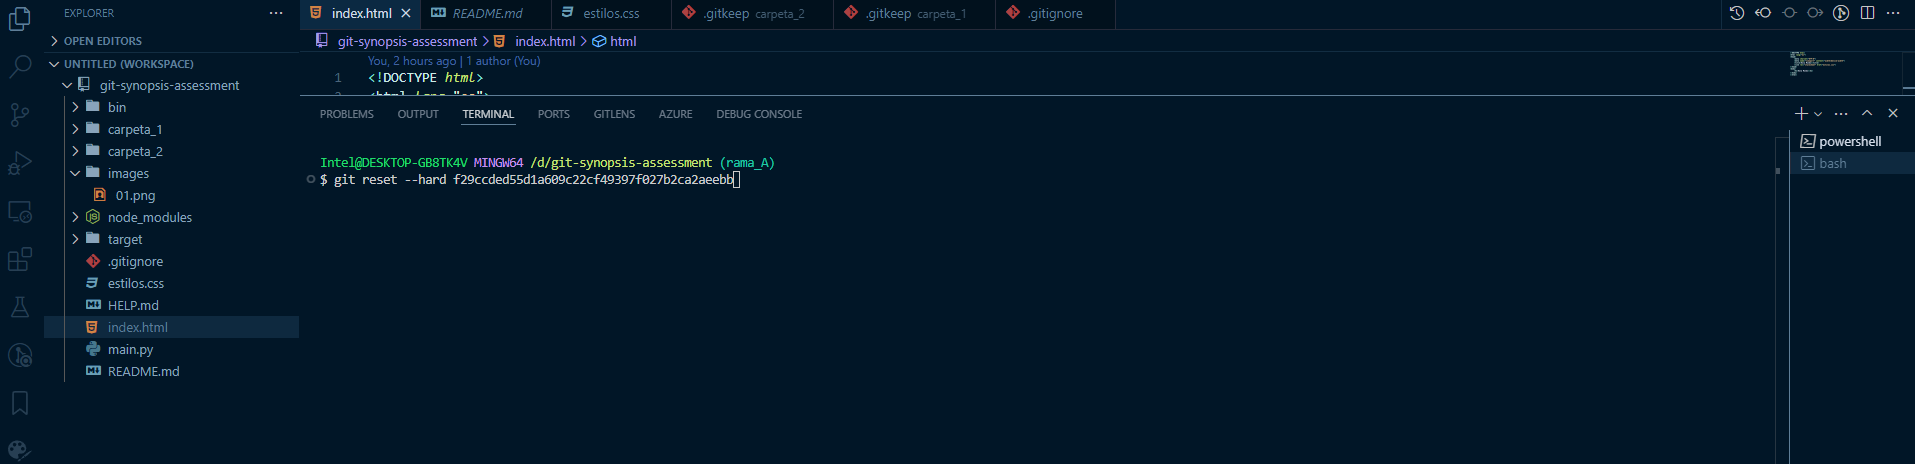 EXPLORER
index.html
README.md
estilos.css
.gitkeep carpeta_2
.gitkeep carpeta_1
.gitignore
OPEN EDITORS
UNTITLED (WORKSPACE)
git-synopsis-assessment
bin
carpeta_1
carpeta_2
images
01.png
node_modules
target
.gitignore
estilos.css
HELP.md
index.html
main.py
README.md
git-synopsis-assessment > index.html > html
You, 2 hours ago | 1 author (You)
1 <!DOCTYPE html>
PROBLEMS OUTPUT TERMINAL PORTS GITLENS AZURE DEBUG CONSOLE
Intel@DESKTOP-GB8TK4V MINGW64 /d/git-synopsis-assessment (rama_A)
$ git reset --hard f29ccded55d1a609c22cf49397f027b2ca2aeebb
powershell
bash